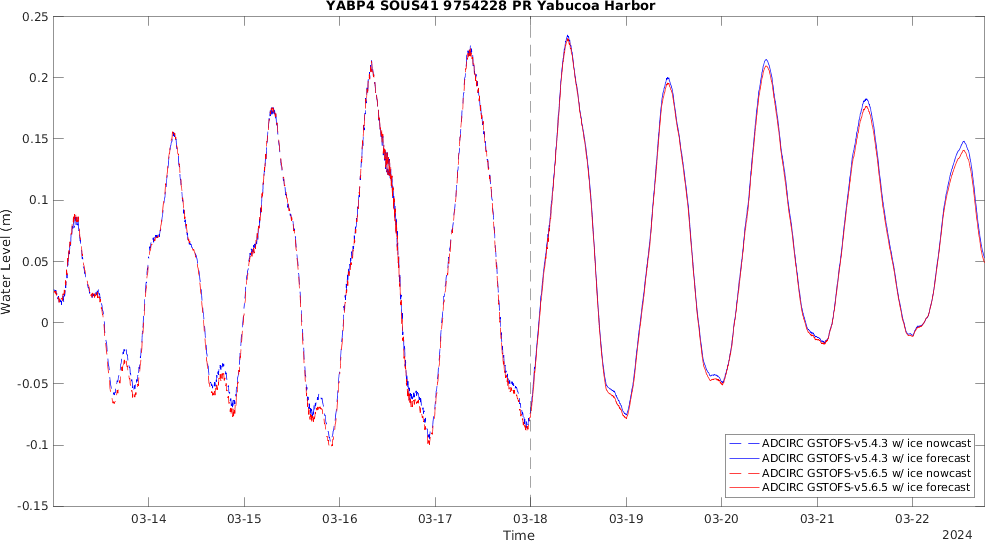 YABP4 SOUS41 9754228 PR Yabucoa Harbor
0.25
0.2
0.15
0.1
0.05
0
-0.05
-0.1
-0.15
Water Level (m)
ADCIRC GSTOFS-v5.4.3 w/ ice nowcast
ADCIRC GSTOFS-v5.4.3 w/ ice forecast
ADCIRC GSTOFS-v5.6.5 w/ ice nowcast
ADCIRC GSTOFS-v5.6.5 w/ ice forecast
03-14 03-15 03-16 03-17 03-18 03-19 03-20 03-21 03-22
Time
2024